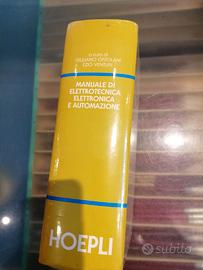 a cura di
GIULIANO ORTOLANI
EZIO VENTURI
MANUALE DI
ELETTROTECNICA
ELETTRONICA
E AUTOMAZIONE
HOEPLI
subito